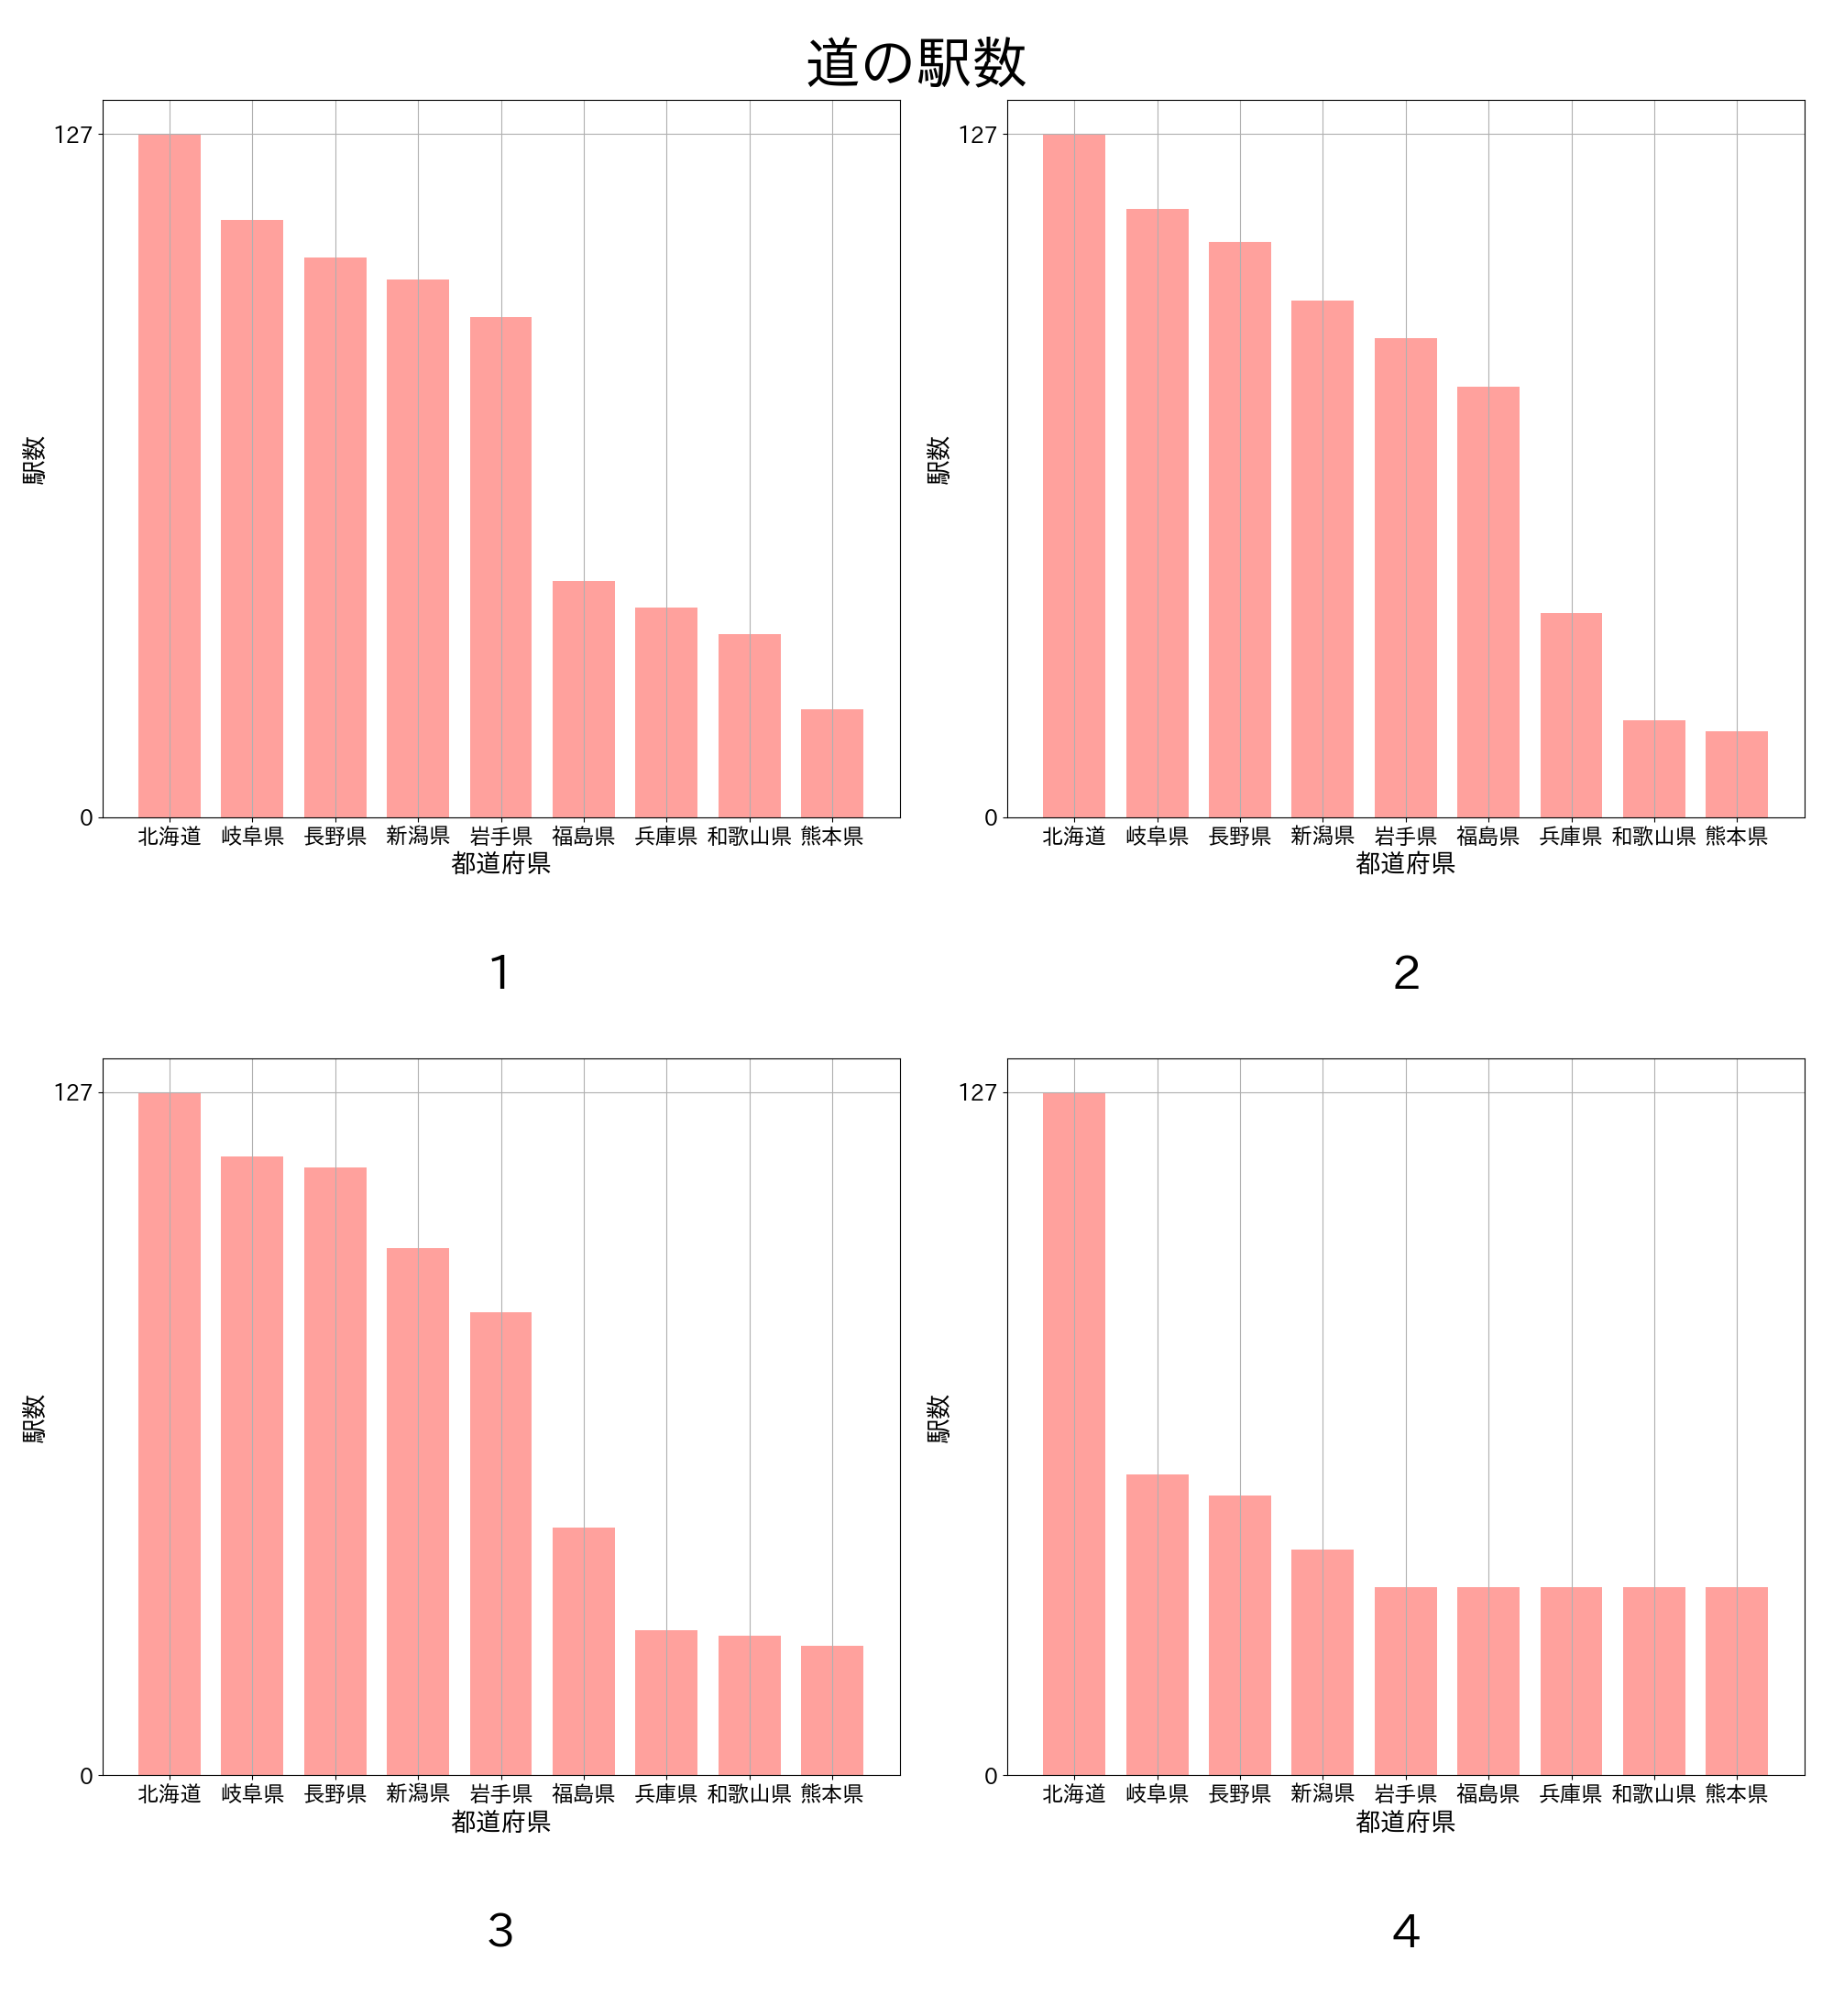 道の駅数
127
0
駅数
北海道 岐阜県 長野県 新潟県 岩手県 福島県 兵庫県 和歌山県 熊本県
都道府県
1
127
0
駅数
北海道 岐阜県 長野県 新潟県 岩手県 福島県 兵庫県 和歌山県 熊本県
都道府県
2
127
0
駅数
北海道 岐阜県 長野県 新潟県 岩手県 福島県 兵庫県 和歌山県 熊本県
都道府県
3
127
0
駅数
北海道 岐阜県 長野県 新潟県 岩手県 福島県 兵庫県 和歌山県 熊本県
都道府県
4